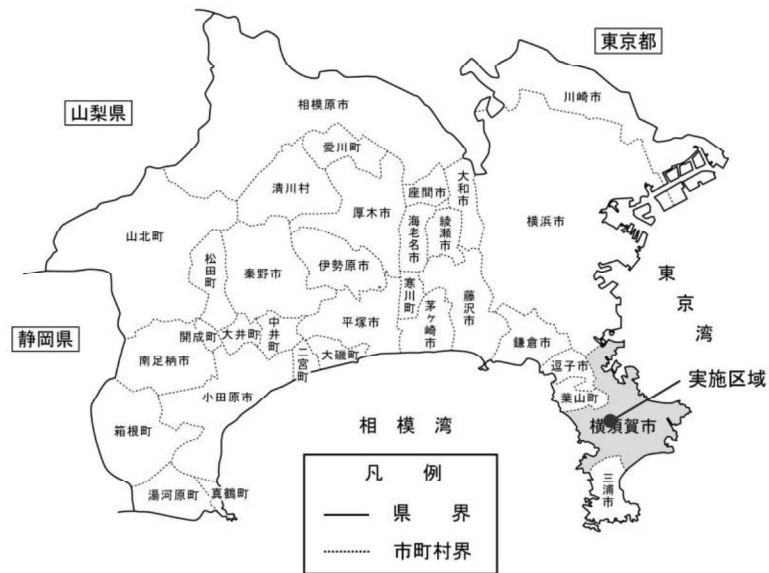 東京都
川崎市
山梨県
相模原市
愛川町
清川村
座間市
大和市
厚木市
海老名市
綾瀬市
横浜市
山北町
松田町
秦野市
伊勢原市
寒川町
茅ヶ崎市
藤沢市
東京湾
静岡県
開成町
大井町
中井町
平塚市
鎌倉市
南足柄市
二宮町
大磯町
逗子市
小田原市
葉山町
実施区域
箱根町
相模湾
横須賀市
湯河原町
真鶴町
三浦市
凡例
県界
市町村界